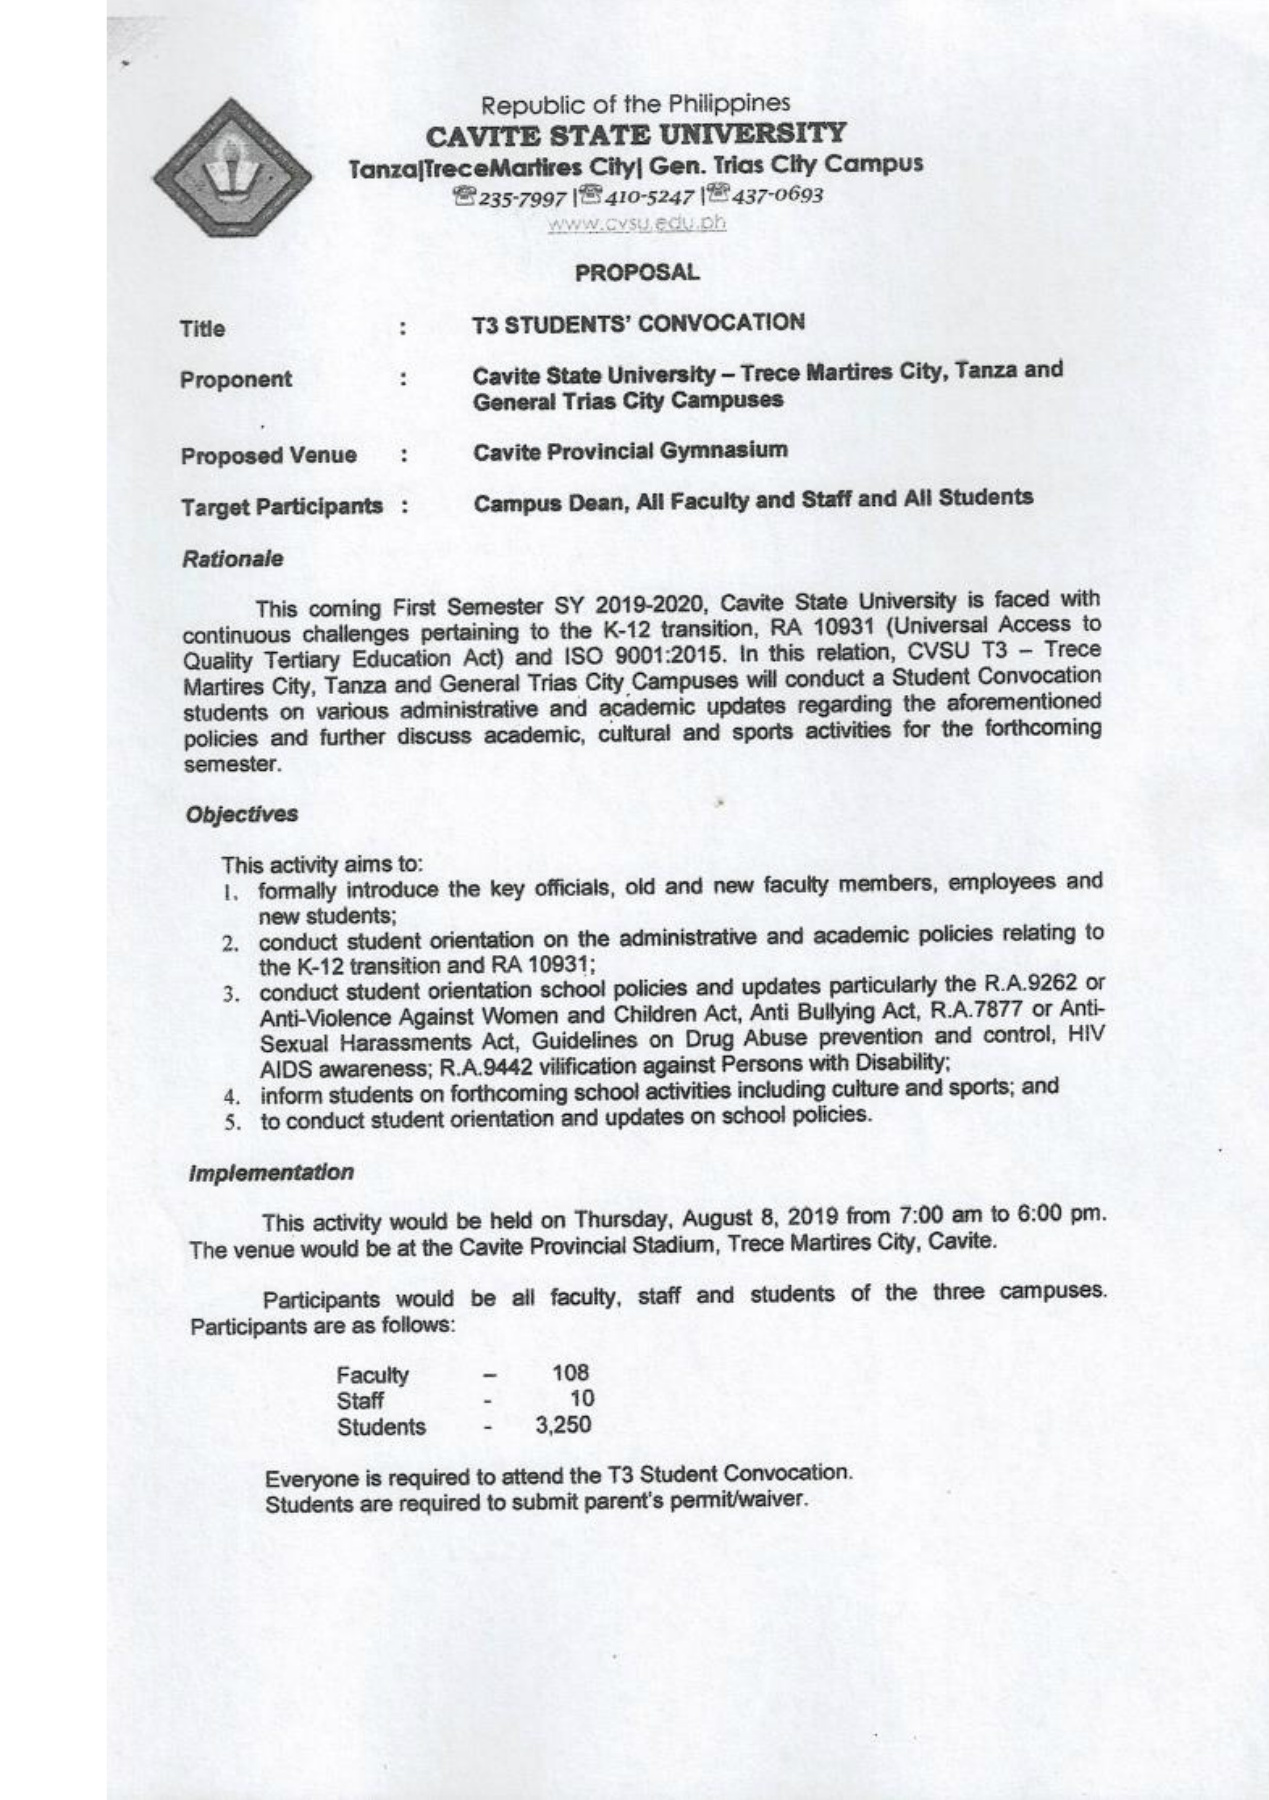 Republic of the Philippines
CAVITE STATE UNIVERSITY
Tanza|TreceMartires City| Gen. Trias City Campus
☏235-7997 |☏410-5247 |☏437-0693
www.cvsu.edu.ph
PROPOSAL
Title : T3 STUDENTS' CONVOCATION
Proponent : Cavite State University – Trece Martires City, Tanza and
General Trias City Campuses
Proposed Venue : Cavite Provincial Gymnasium
Target Participants : Campus Dean, All Faculty and Staff and All Students
Rationale
This coming First Semester SY 2019-2020, Cavite State University is faced with
continuous challenges pertaining to the K-12 transition, RA 10931 (Universal Access to
Quality Tertiary Education Act) and ISO 9001:2015. In this relation, CVSU T3 – Trece
Martires City, Tanza and General Trias City Campuses will conduct a Student Convocation
students on various administrative and academic updates regarding the aforementioned
policies and further discuss academic, cultural and sports activities for the forthcoming
semester.
Objectives
This activity aims to:
1. formally introduce the key officials, old and new faculty members, employees and
new students;
2. conduct student orientation on the administrative and academic policies relating to
the K-12 transition and RA 10931;
3. conduct student orientation school policies and updates particularly the R.A.9262 or
Anti-Violence Against Women and Children Act, Anti Bullying Act, R.A.7877 or Anti-
Sexual Harassments Act, Guidelines on Drug Abuse prevention and control, HIV
AIDS awareness; R.A.9442 vilification against Persons with Disability;
4. inform students on forthcoming school activities including culture and sports; and
5. to conduct student orientation and updates on school policies.
Implementation
This activity would be held on Thursday, August 8, 2019 from 7:00 am to 6:00 pm.
The venue would be at the Cavite Provincial Stadium, Trece Martires City, Cavite.
Participants would be all faculty, staff and students of the three campuses.
Participants are as follows:
Faculty – 108
Staff - 10
Students - 3,250
Everyone is required to attend the T3 Student Convocation.
Students are required to submit parent's permit/waiver.